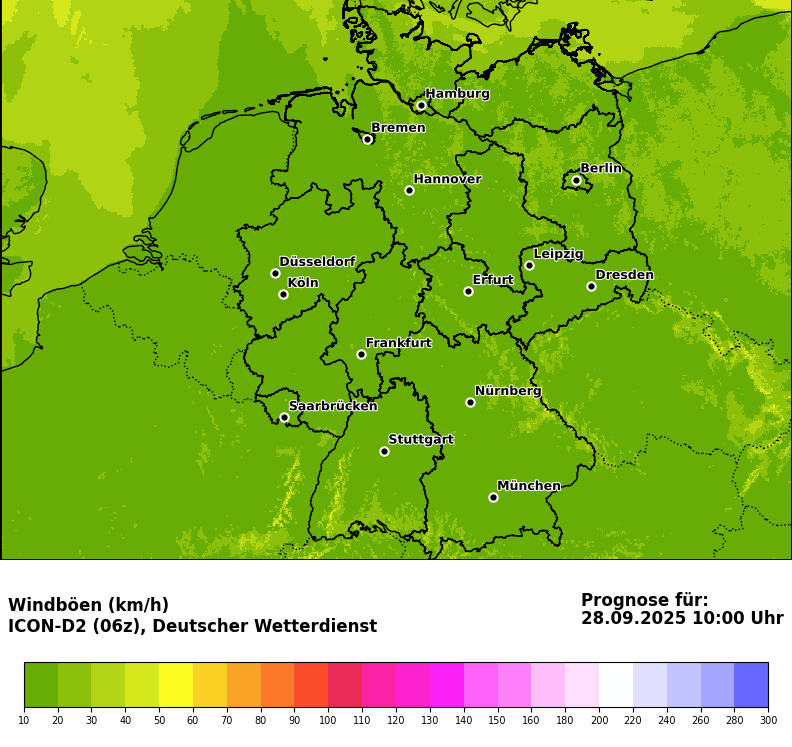 Hamburg
Bremen
Berlin
Hannover
Leipzig
Düsseldorf
Dresden
Köln
Erfurt
Frankfurt
Nürnberg
Saarbrücken
Stuttgart
München
Windböen (km/h)
ICON-D2 (06z), Deutscher Wetterdienst
Prognose für:
28.09.2025 10:00 Uhr
10 20 30 40 50 60 70 80 90 100 110 120 130 140 150 160 180 200 220 240 260 280 300